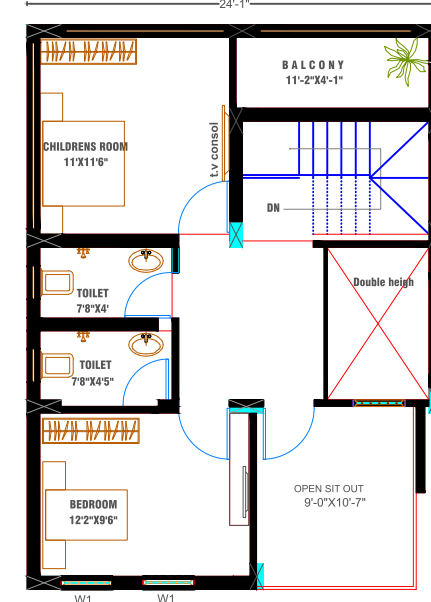 24'-1"
BALCONY
11'-2"X4'-1"
CHILDRENS ROOM
11'X11'6"
t.v consol
DN
Double heigh
TOILET
7'8"X4'
TOILET
7'8"X4'5"
OPEN SIT OUT
9'-0"X10'-7"
BEDROOM
12'2"X9'6"
W1
W1